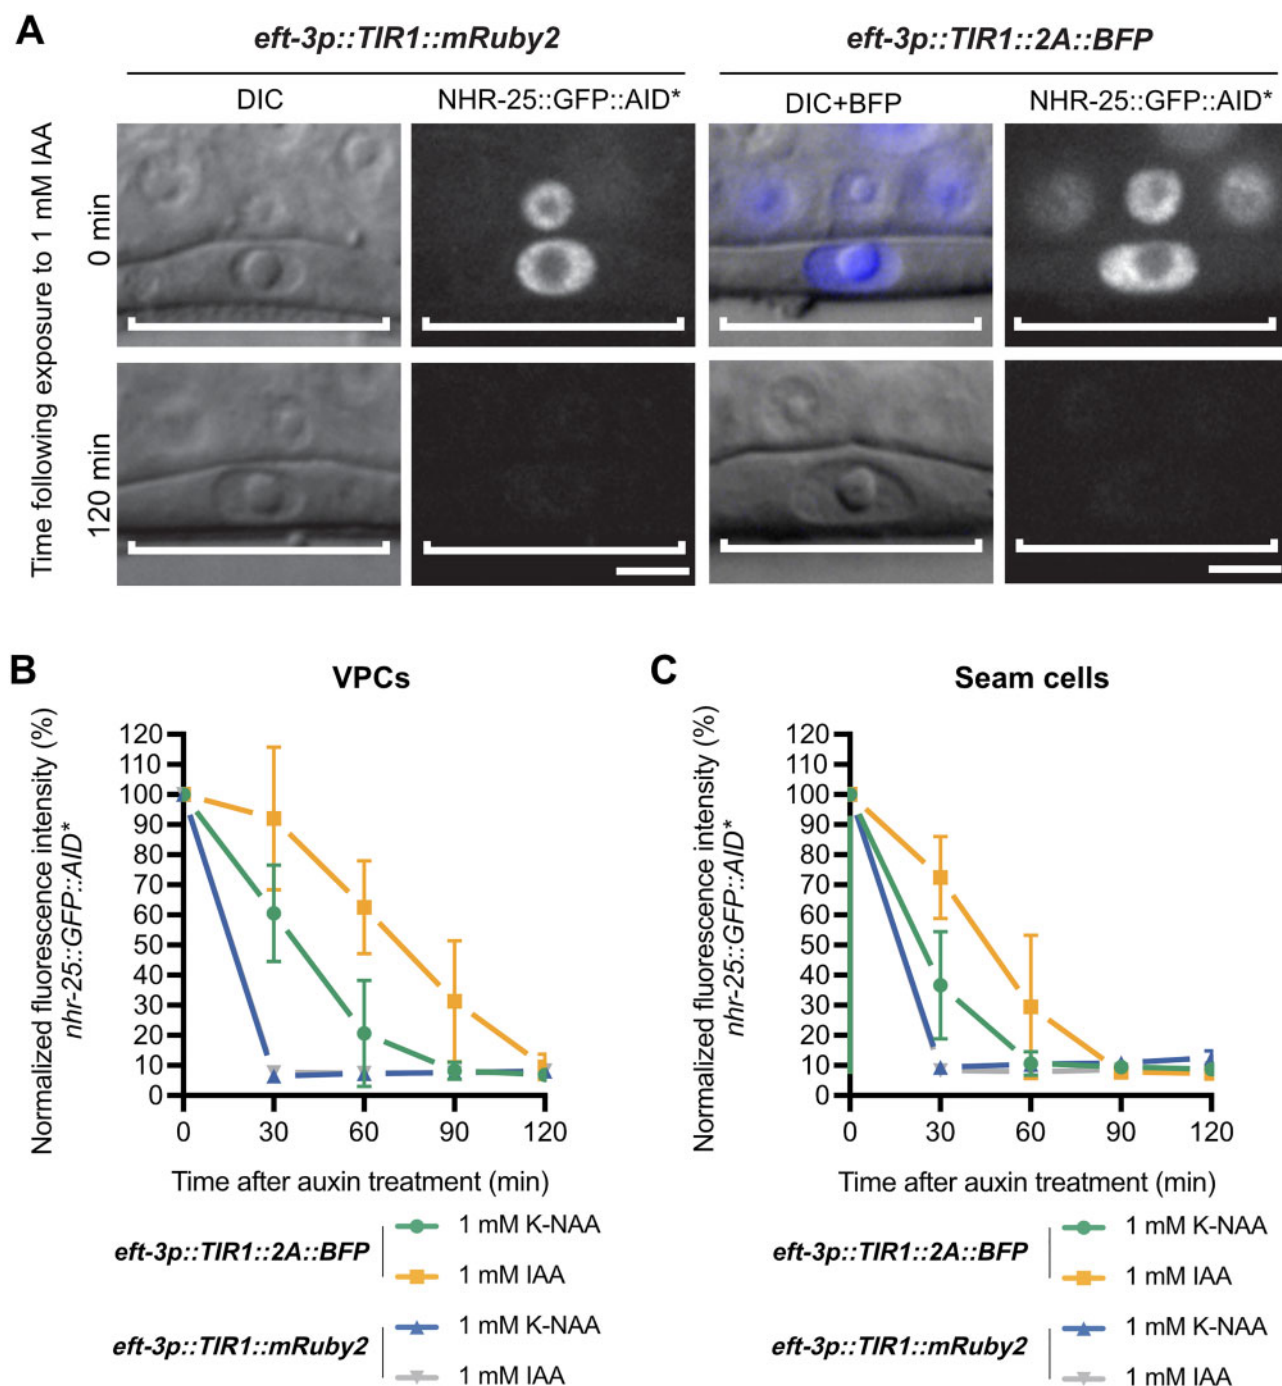 A
eft-3p::TIR1::mRuby2
eft-3p::TIR1::2A::BFP
DIC
NHR-25::GFP::AID*
DIC+BFP
NHR-25::GFP::AID*
Time following exposure to 1 mM IAA
0 min
120 min
B
VPCs
Normalized fluorescence intensity (%)
nhr-25::GFP::AID*
120
110
100
90
80
70
60
50
40
30
20
10
0
0 30 60 90 120
Time after auxin treatment (min)
eft-3p::TIR1::2A::BFP
1 mM K-NAA
1 mM IAA
eft-3p::TIR1::mRuby2
1 mM K-NAA
1 mM IAA
C
Seam cells
Normalized fluorescence intensity (%)
nhr-25::GFP::AID*
120
110
100
90
80
70
60
50
40
30
20
10
0
0 30 60 90 120
Time after auxin treatment (min)
eft-3p::TIR1::2A::BFP
1 mM K-NAA
1 mM IAA
eft-3p::TIR1::mRuby2
1 mM K-NAA
1 mM IAA